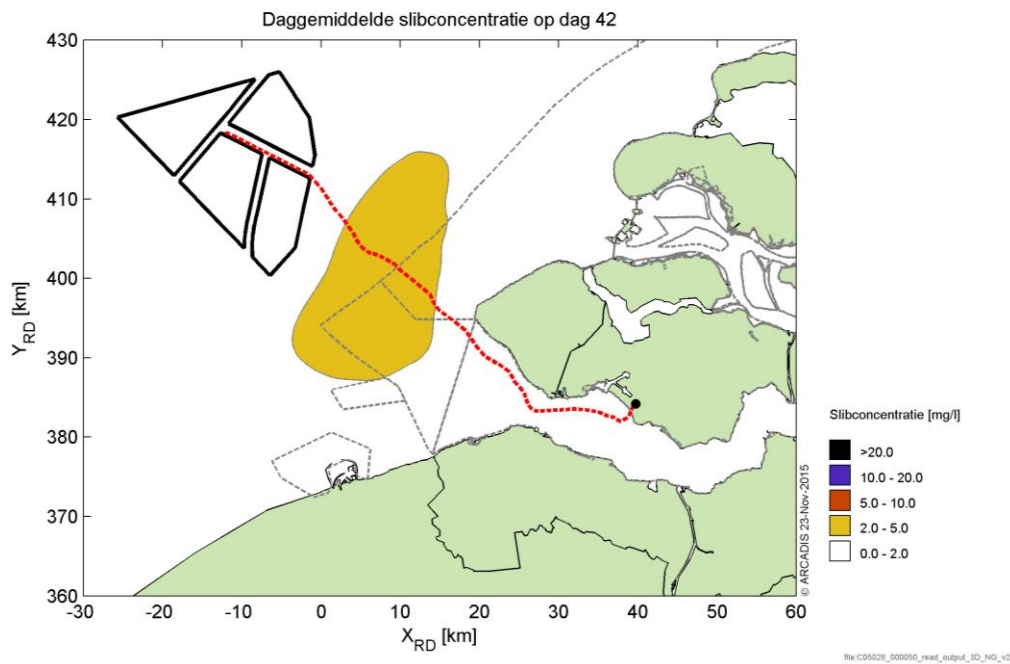 Daggemiddelde slibconcentratie op dag 42
430
420
410
400
390
380
370
360
Y_RD [km]
-30 -20 -10 0 10 20 30 40 50 60
X_RD [km]
© ARCADIS 23-Nov-2015
Slibconcentratie [mg/l]
>20.0
10.0 - 20.0
5.0 - 10.0
2.0 - 5.0
0.0 - 2.0
file:C05028_000050_read_output_3D_NG_v2